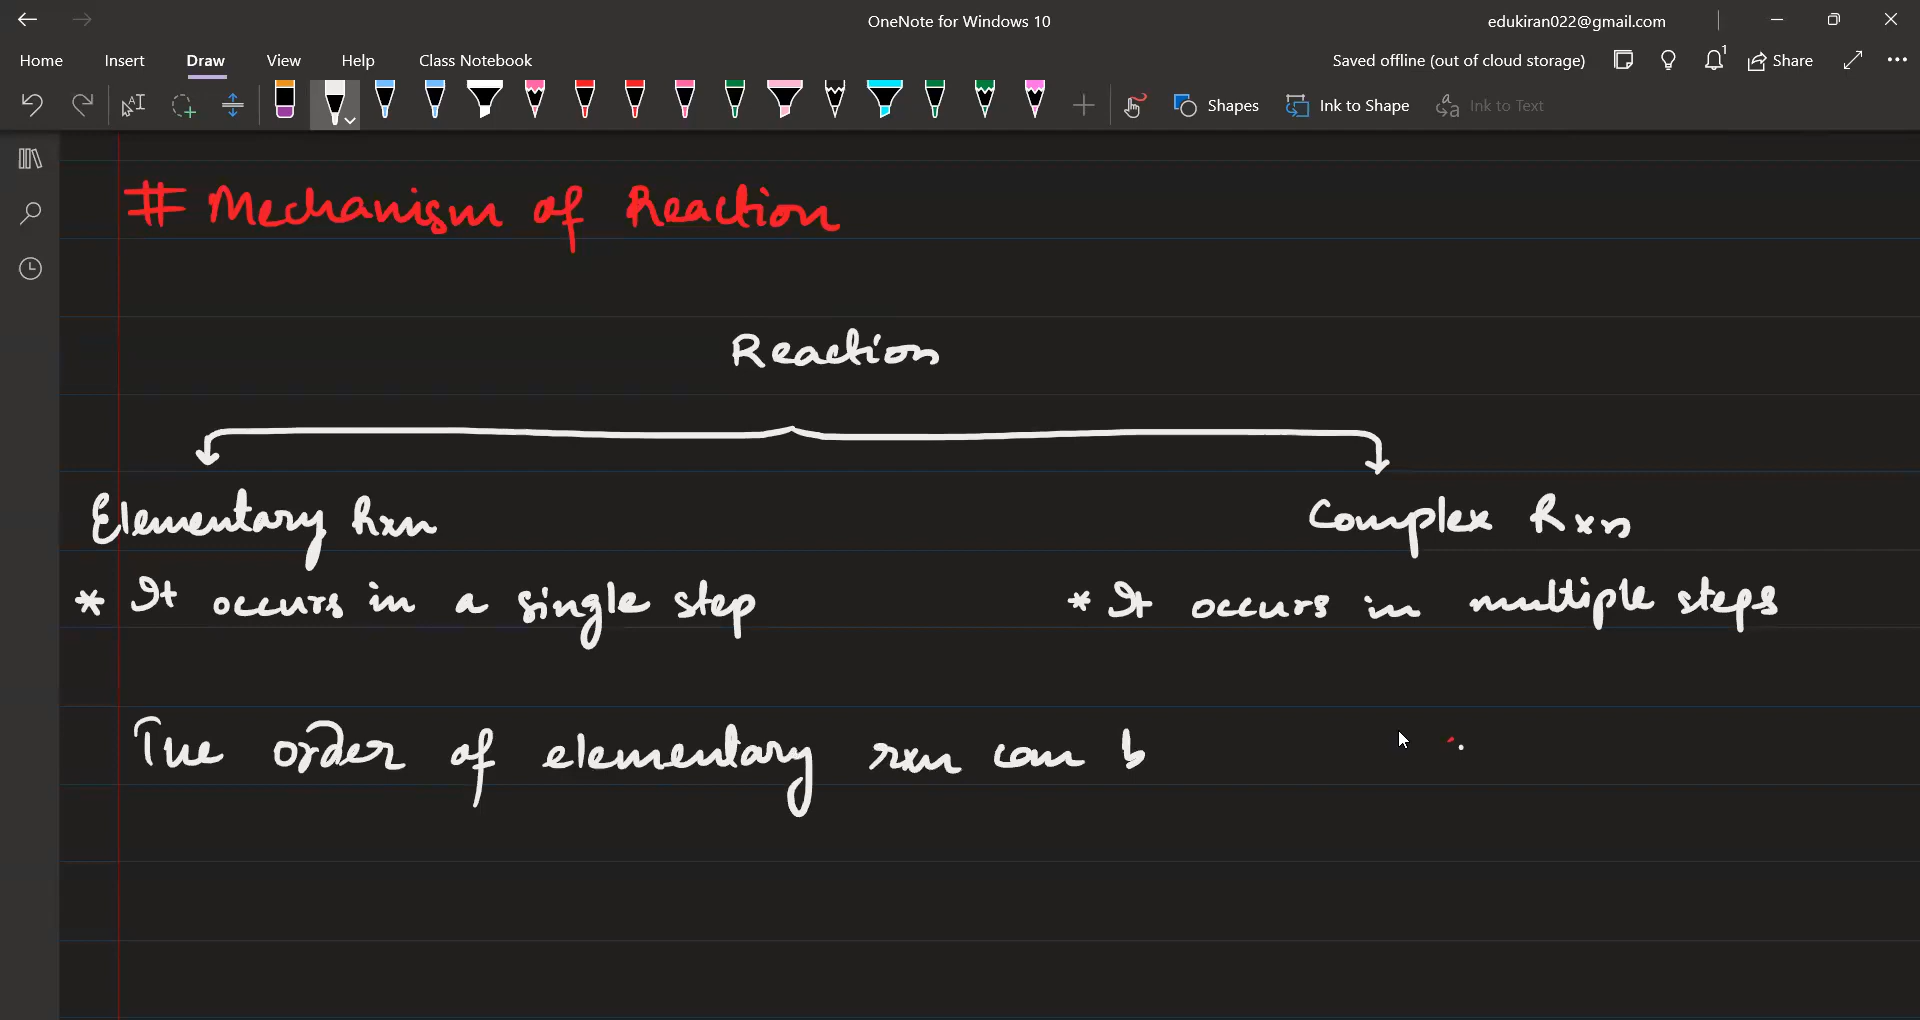 OneNote for Windows 10
edukiran022@gmail.com
Home Insert Draw View Help Class Notebook
Saved offline (out of cloud storage) 1 Share
Shapes Ink to Shape Ink to Text
# Mechanism of Reaction
Reaction
Elementary Rxn Complex Rxn
* It occurs in a single step * It occurs in multiple steps
The order of elementary rxn can b